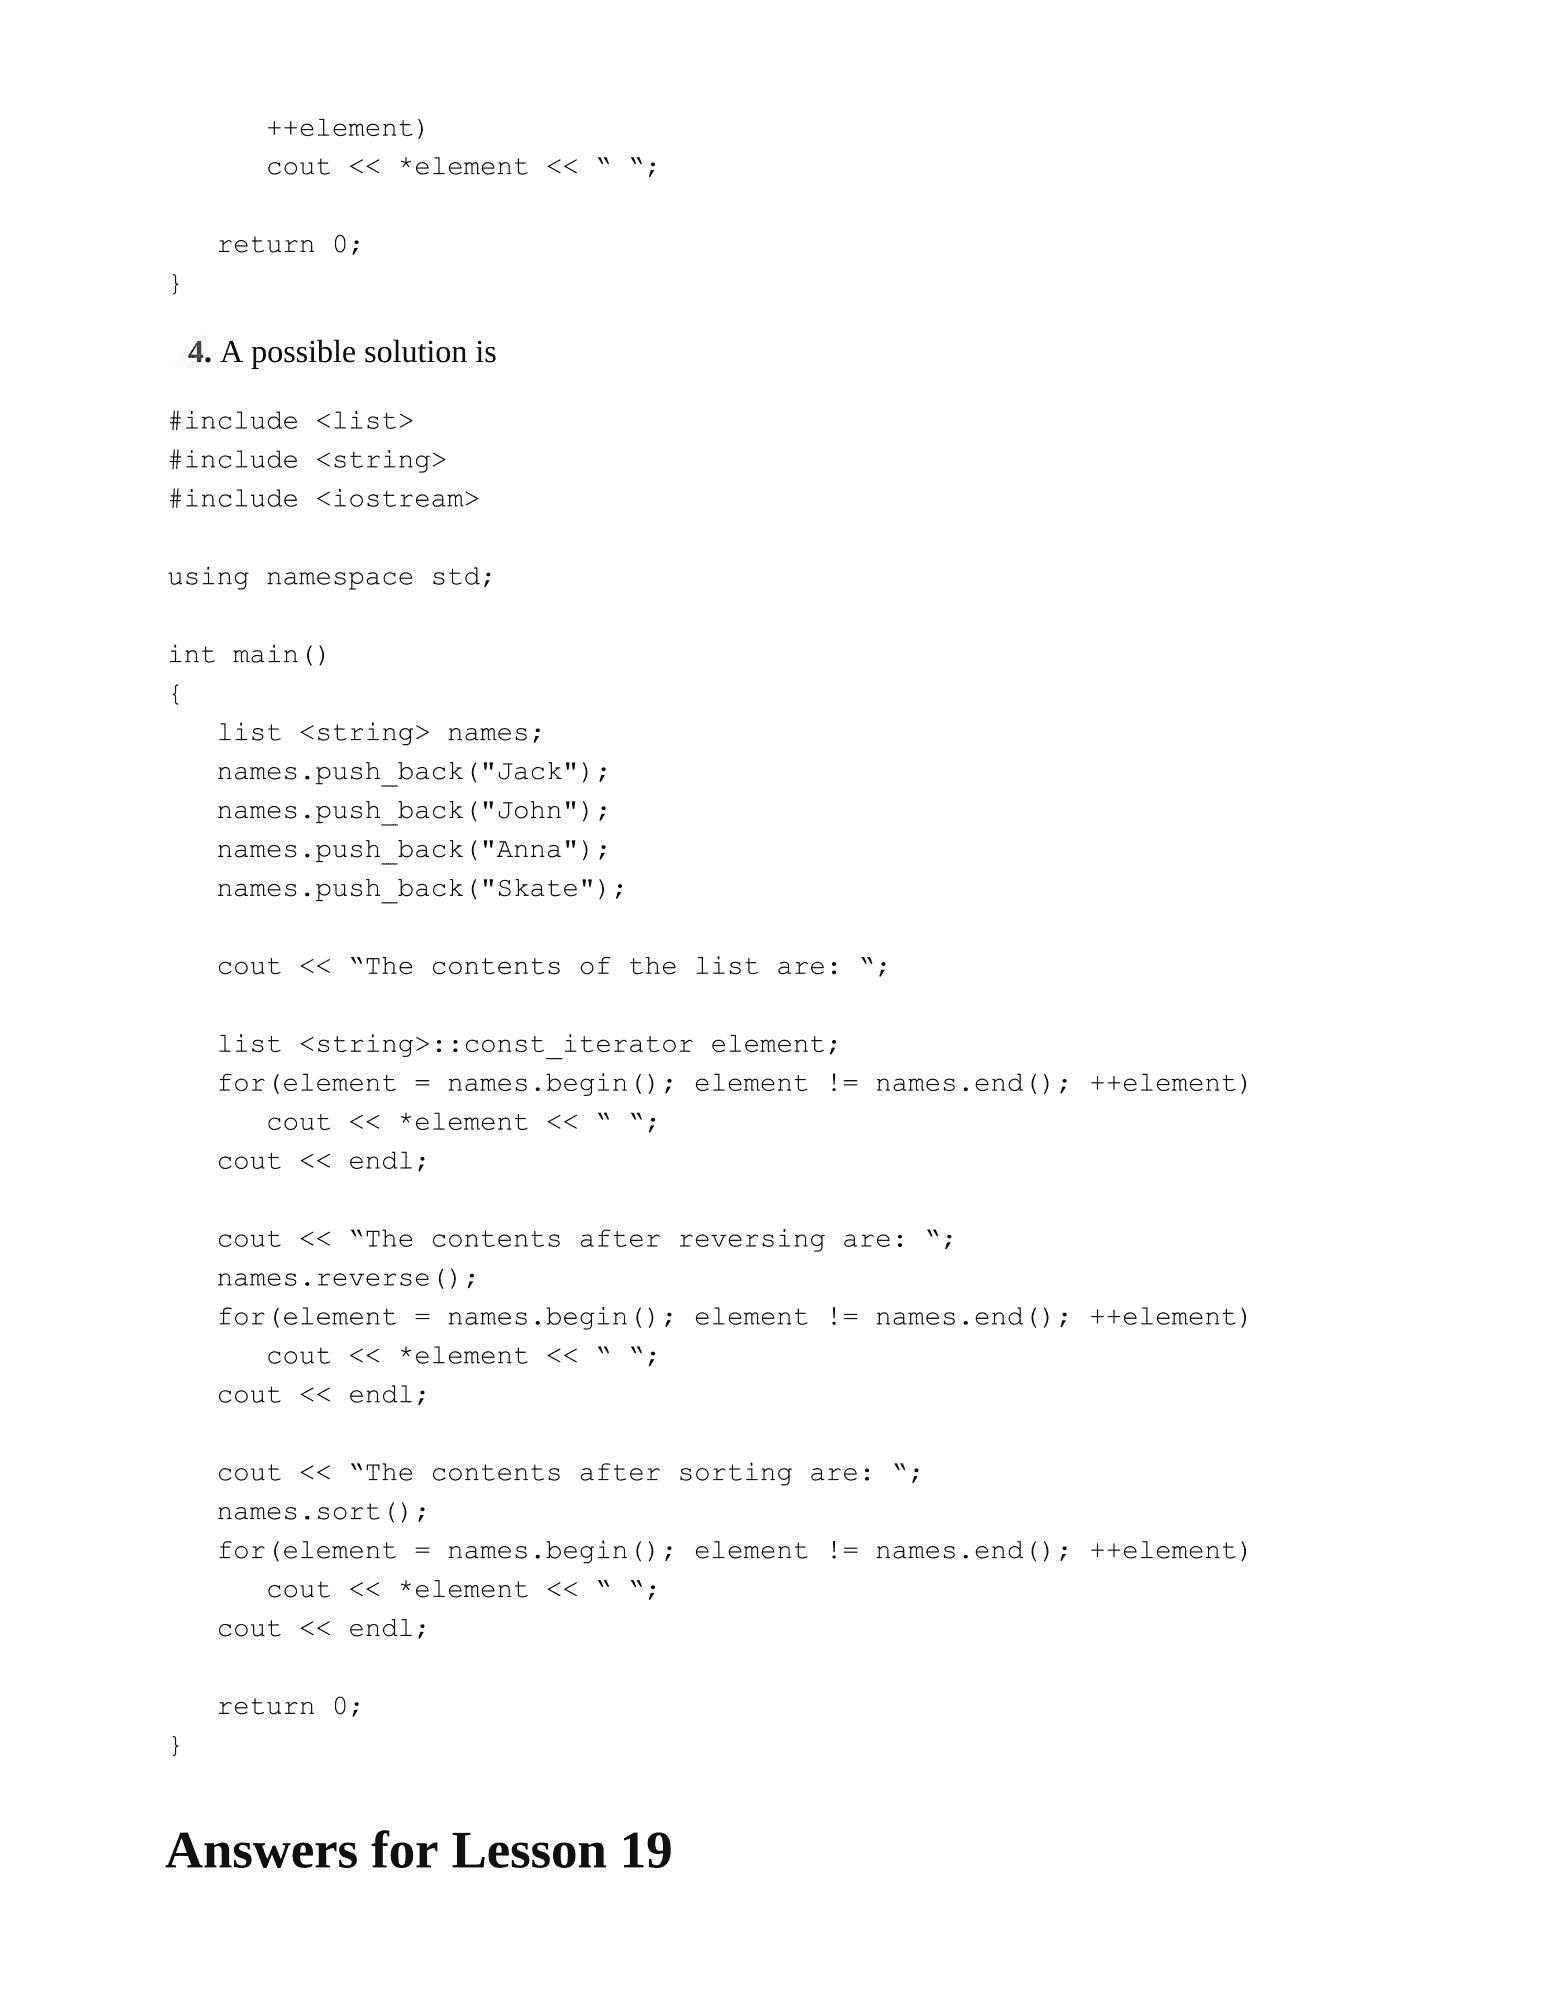 ++element)
      cout << *element << “ “;

   return 0;
}
4. A possible solution is
#include <list>
#include <string>
#include <iostream>

using namespace std;

int main()
{
   list <string> names;
   names.push_back("Jack");
   names.push_back("John");
   names.push_back("Anna");
   names.push_back("Skate");

   cout << “The contents of the list are: “;

   list <string>::const_iterator element;
   for(element = names.begin(); element != names.end(); ++element)
      cout << *element << “ “;
   cout << endl;

   cout << “The contents after reversing are: “;
   names.reverse();
   for(element = names.begin(); element != names.end(); ++element)
      cout << *element << “ “;
   cout << endl;

   cout << “The contents after sorting are: “;
   names.sort();
   for(element = names.begin(); element != names.end(); ++element)
      cout << *element << “ “;
   cout << endl;

   return 0;
}
Answers for Lesson 19